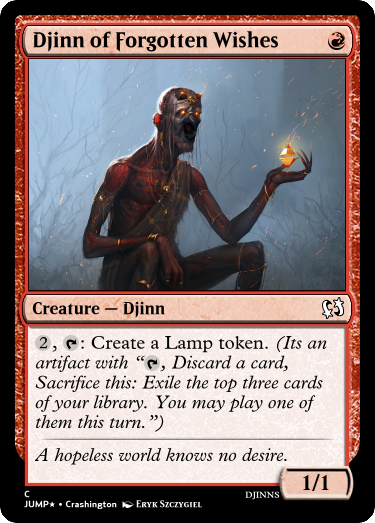 Djinn of Forgotten Wishes
Creature — Djinn
2, : Create a Lamp token. (Its an
artifact with “, Discard a card,
Sacrifice this: Exile the top three cards
of your library. You may play one of
them this turn.”)
A hopeless world knows no desire.
1/1
C
JUMP★ • Crashington Eryk Szczygiel
DJINNS